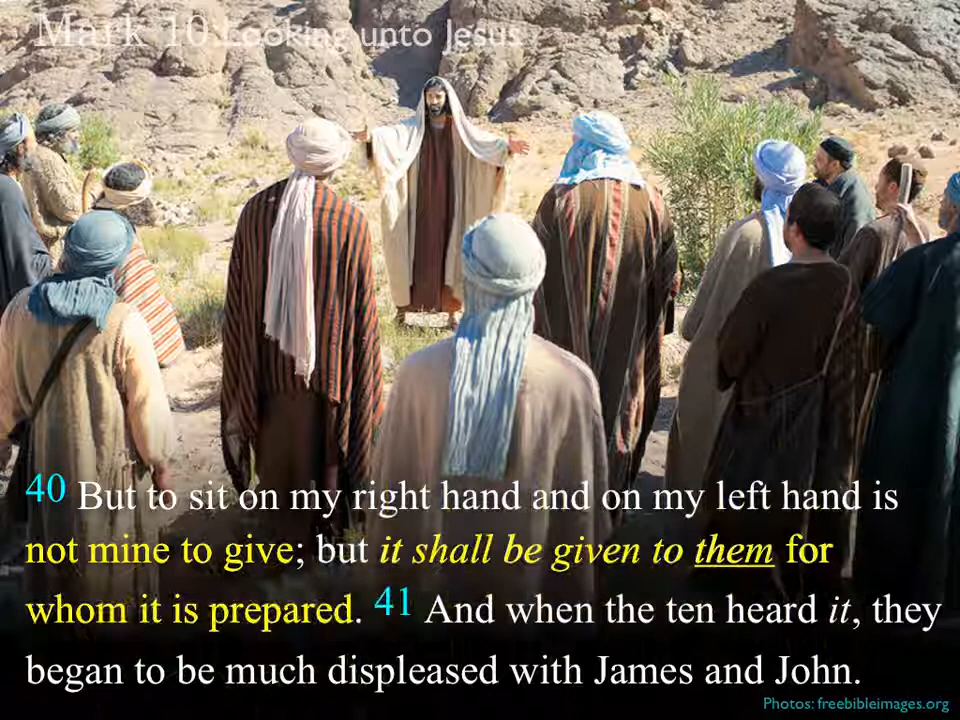 Mark 10:Looking unto Jesus
40 But to sit on my right hand and on my left hand is
not mine to give; but it shall be given to them for
whom it is prepared. 41 And when the ten heard it, they
began to be much displeased with James and John.
Photos: freebibleimages.org